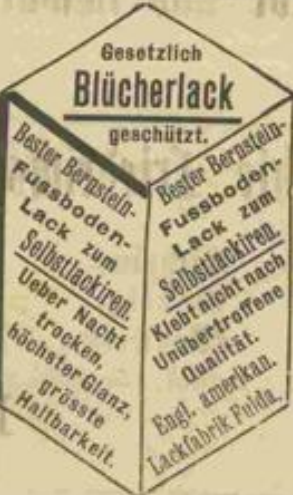 Gesetzlich
Blücherlack
geschützt.
Bester Bernstein-
Fussboden-
Lack zum
Selbstlackiren.
Ueber Nacht
trocken,
höchster Glanz,
grösste
Haltbarkeit.
Bester Bernstein-
Fussboden-
Lack zum
Selbstlackiren.
Klebt nicht nach
Unübertroffene
Qualität.
Engl. amerikan.
Lackfabrik Fulda.